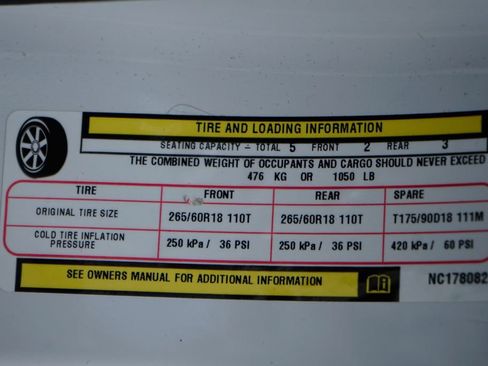 TIRE AND LOADING INFORMATION
SEATING CAPACITY – TOTAL 5 FRONT 2 REAR 3
THE COMBINED WEIGHT OF OCCUPANTS AND CARGO SHOULD NEVER EXCEED
476 KG OR 1050 LB
TIRE FRONT REAR SPARE
ORIGINAL TIRE SIZE 265/60R18 110T 265/60R18 110T T175/90D18 111M
COLD TIRE INFLATION PRESSURE 250 kPa / 36 PSI 250 kPa / 36 PSI 420 kPa / 60 PSI
SEE OWNERS MANUAL FOR ADDITIONAL INFORMATION NC178082